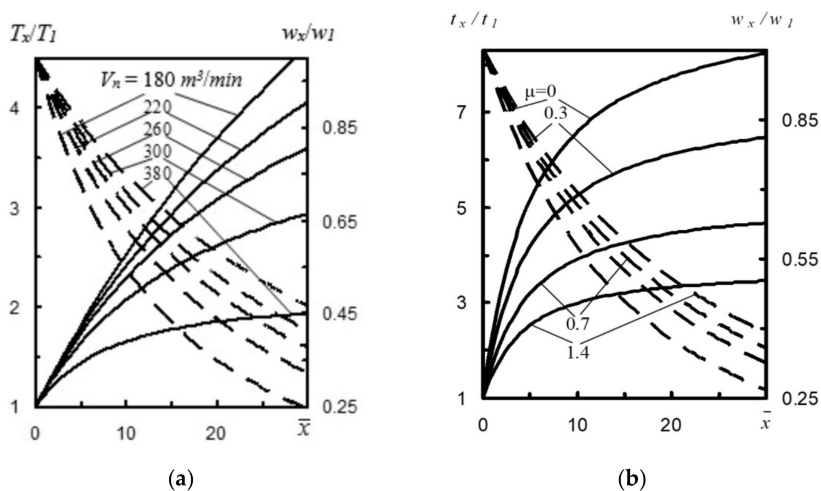 Tx/T1 wx/w1
Vn = 180 m³/min
4
220
0.85
260
300
3
380
0.65
2
0.45
1
0.25
0 10 20 x̅
(a)
tx/t1 wx/w1
μ=0
7
0.3
0.85
5
0.55
3
0.7
1.4
1
0.25
0 10 20 x̅
(b)